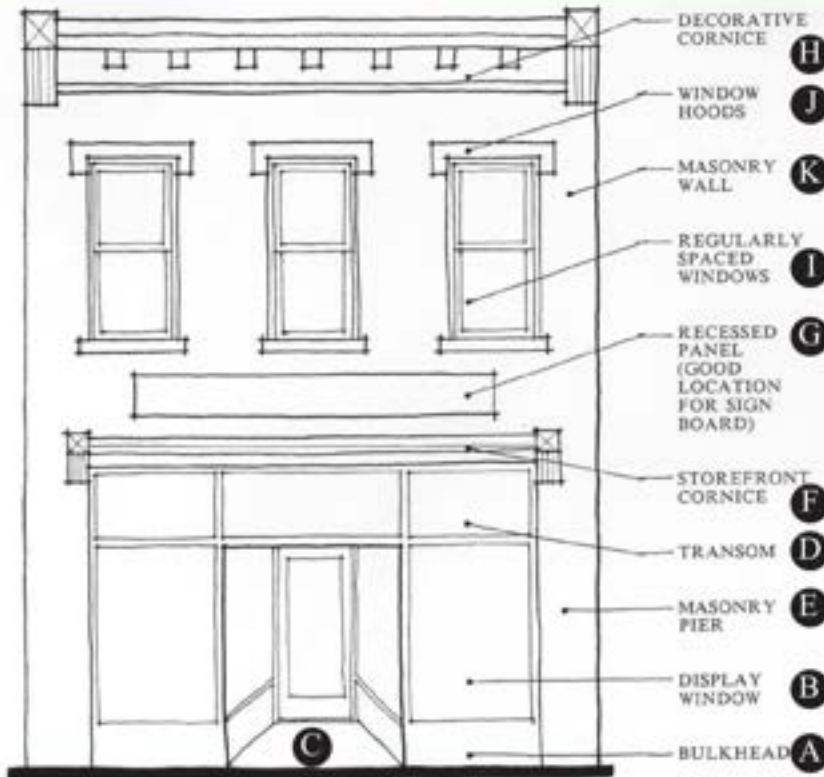 DECORATIVE
CORNICE
H
WINDOW
HOODS
J
MASONRY
WALL
K
REGULARLY
SPACED
WINDOWS
I
RECESSED
PANEL
(GOOD
LOCATION
FOR SIGN
BOARD)
G
STOREFRONT
CORNICE
F
TRANSOM
D
MASONRY
PIER
E
DISPLAY
WINDOW
B
BULKHEAD
A
C